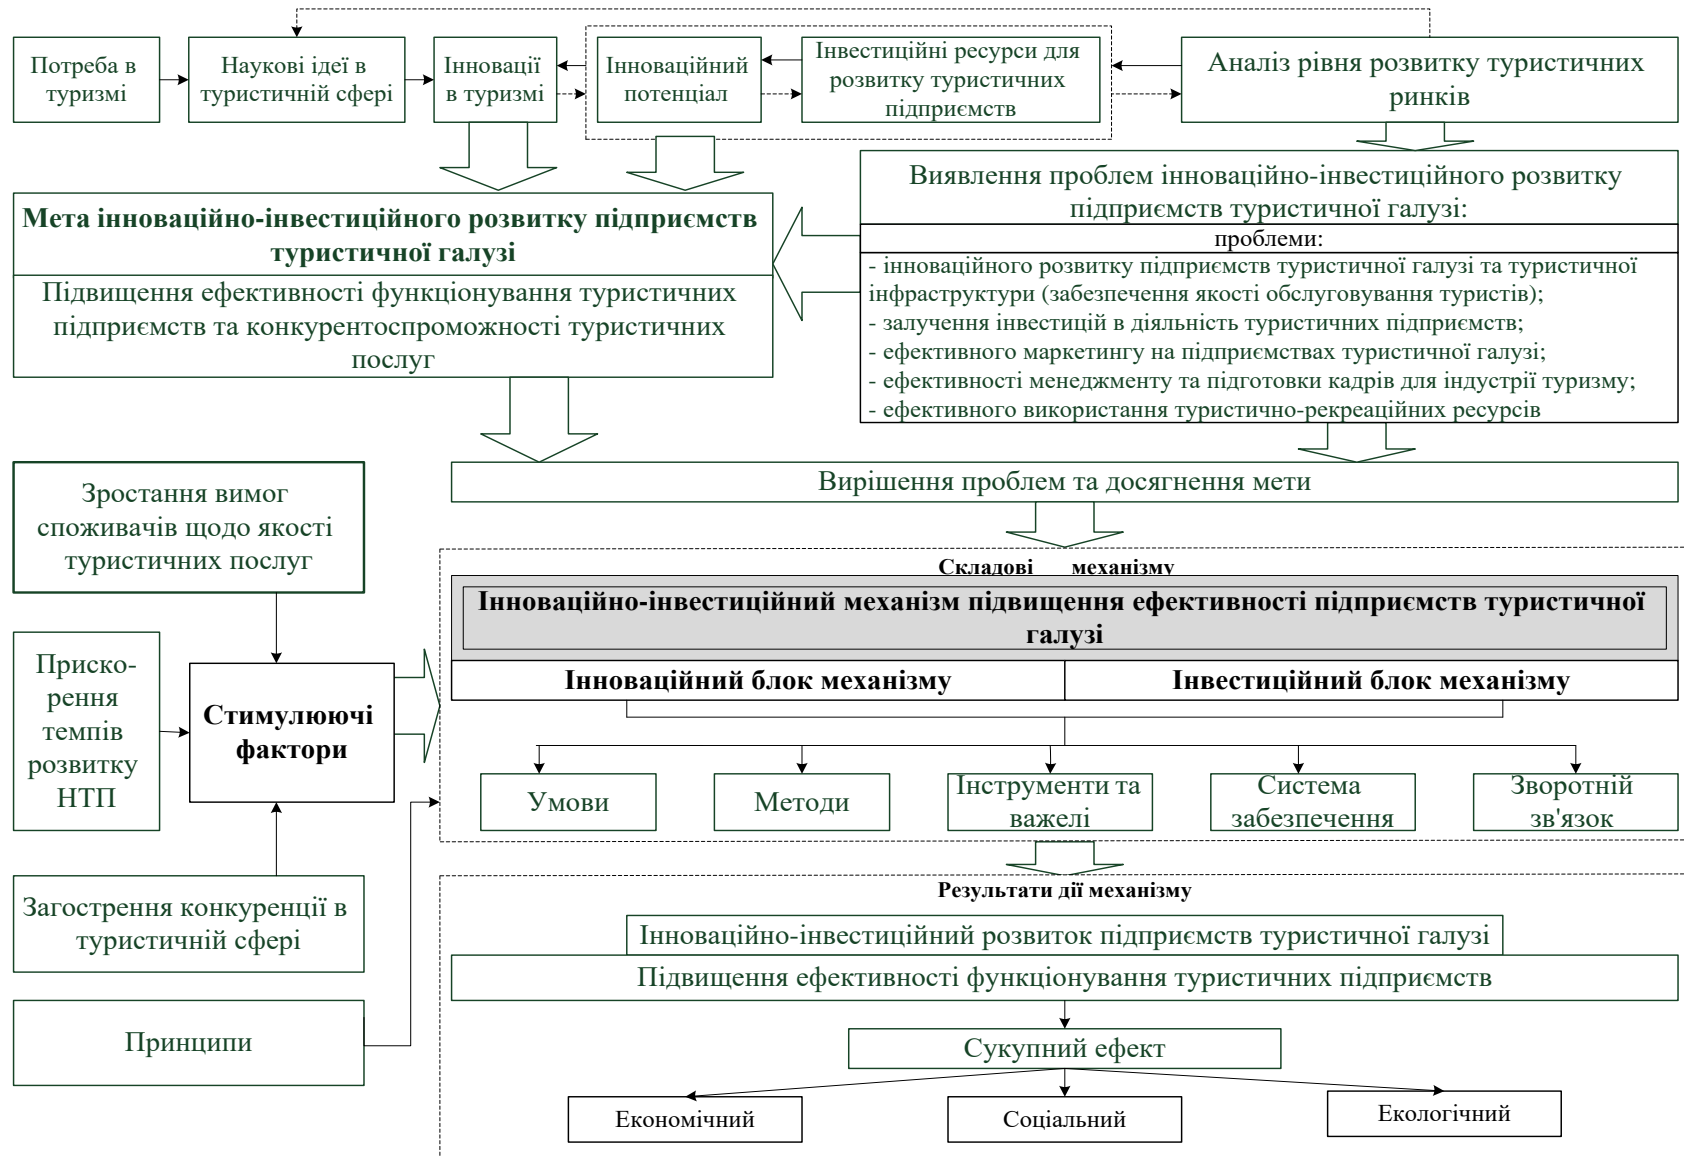 Потреба в
туризмі
Наукові ідеї в
туристичній сфері
Інновації
в туризмі
Інноваційний
потенціал
Інвестиційні ресурси для
розвитку туристичних
підприємств
Аналіз рівня розвитку туристичних
ринків
Мета інноваційно-інвестиційного розвитку підприємств
туристичної галузі
Підвищення ефективності функціонування туристичних
підприємств та конкурентоспроможності туристичних
послуг
Виявлення проблем інноваційно-інвестиційного розвитку
підприємств туристичної галузі:
проблеми:
- інноваційного розвитку підприємств туристичної галузі та туристичної
інфраструктури (забезпечення якості обслуговування туристів);
- залучення інвестицій в діяльність туристичних підприємств;
- ефективного маркетингу на підприємствах туристичної галузі;
- ефективності менеджменту та підготовки кадрів для індустрії туризму;
- ефективного використання туристично-рекреаційних ресурсів
Вирішення проблем та досягнення мети
Зростання вимог
споживачів щодо якості
туристичних послуг
Приско-
рення
темпів
розвитку
НТП
Стимулюючі
фактори
Загострення конкуренції в
туристичній сфері
Принципи
Складові механізму
Інноваційно-інвестиційний механізм підвищення ефективності підприємств туристичної
галузі
Інноваційний блок механізму
Інвестиційний блок механізму
Умови
Методи
Інструменти та
важелі
Система
забезпечення
Зворотній
зв'язок
Результати дії механізму
Інноваційно-інвестиційний розвиток підприємств туристичної галузі
Підвищення ефективності функціонування туристичних підприємств
Сукупний ефект
Економічний
Соціальний
Екологічний